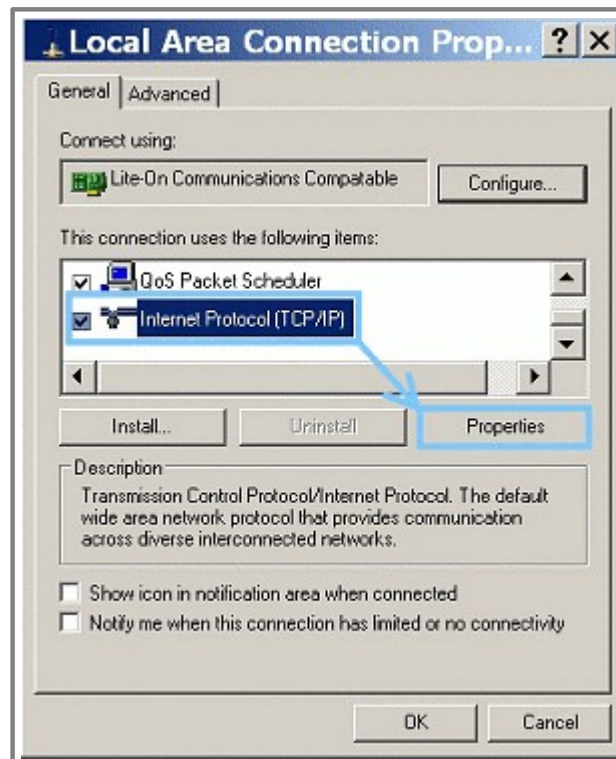 Local Area Connection Prop...
General Advanced
Connect using:
Lite-On Communications Compatable Configure...
This connection uses the following items:
QoS Packet Scheduler
Internet Protocol (TCP/IP)
Install... Uninstall Properties
Description
Transmission Control Protocol/Internet Protocol. The default
wide area network protocol that provides communication
across diverse interconnected networks.
Show icon in notification area when connected
Notify me when this connection has limited or no connectivity
OK Cancel